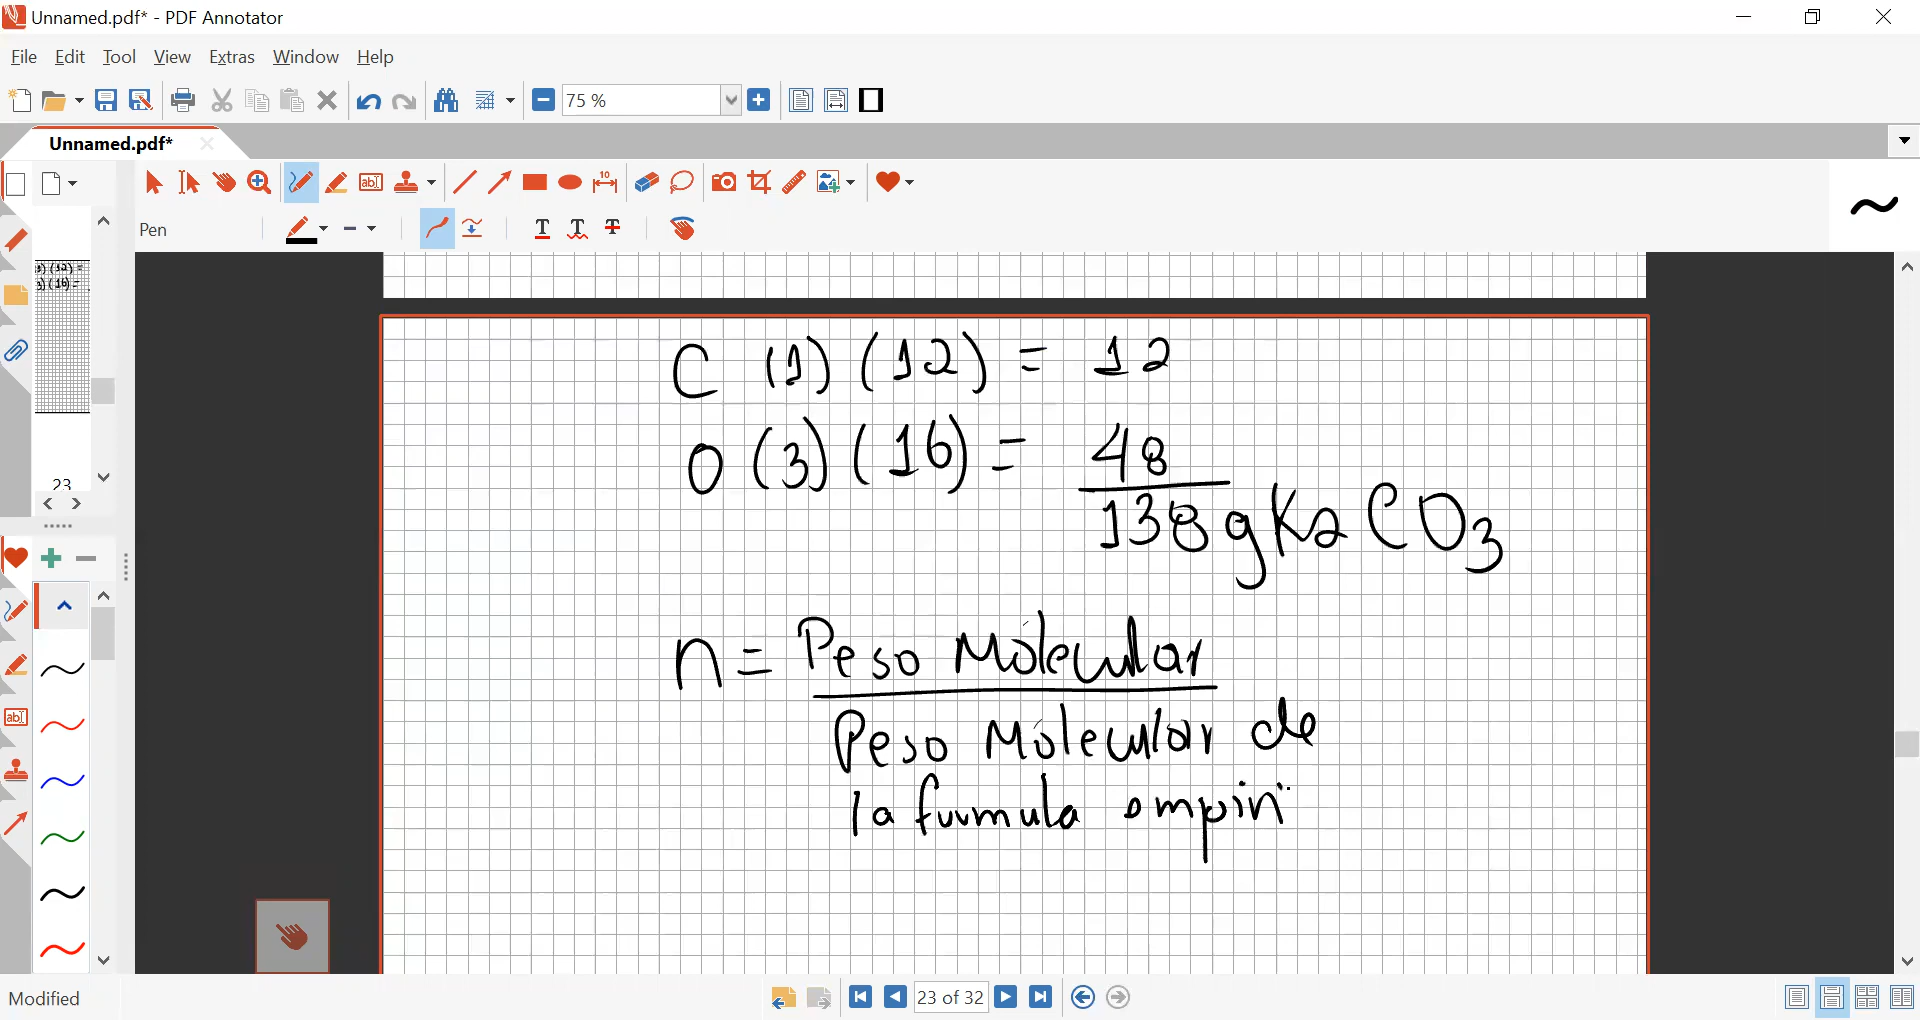 Unnamed.pdf* - PDF Annotator
File Edit Tool View Extras Window Help
75 %
Unnamed.pdf*
Pen
23
C (1) (12) = 12
O (3) (16) = 48
138 g K2 CO3
n = Peso Molecular
Peso Molecular de
la formula empiri
Modified
23 of 32